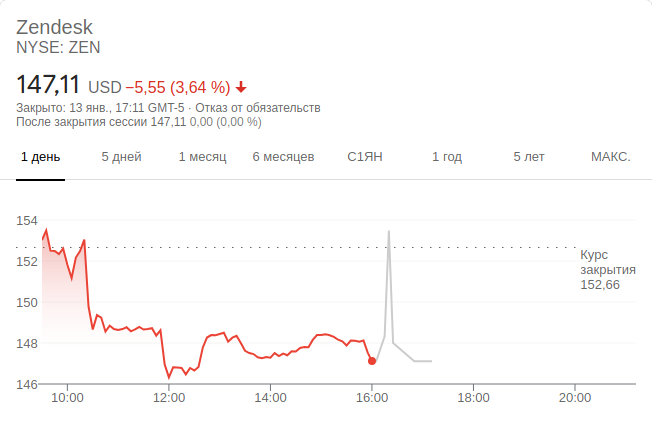 Zendesk
NYSE: ZEN
147,11 USD −5,55 (3,64 %)
Закрыто: 13 янв., 17:11 GMT-5 · Отказ от обязательств
После закрытия сессии 147,11 0,00 (0,00 %)
1 день 5 дней 1 месяц 6 месяцев С1ЯН 1 год 5 лет МАКС.
154
152
150
148
146
Курс
закрытия
152,66
10:00 12:00 14:00 16:00 18:00 20:00